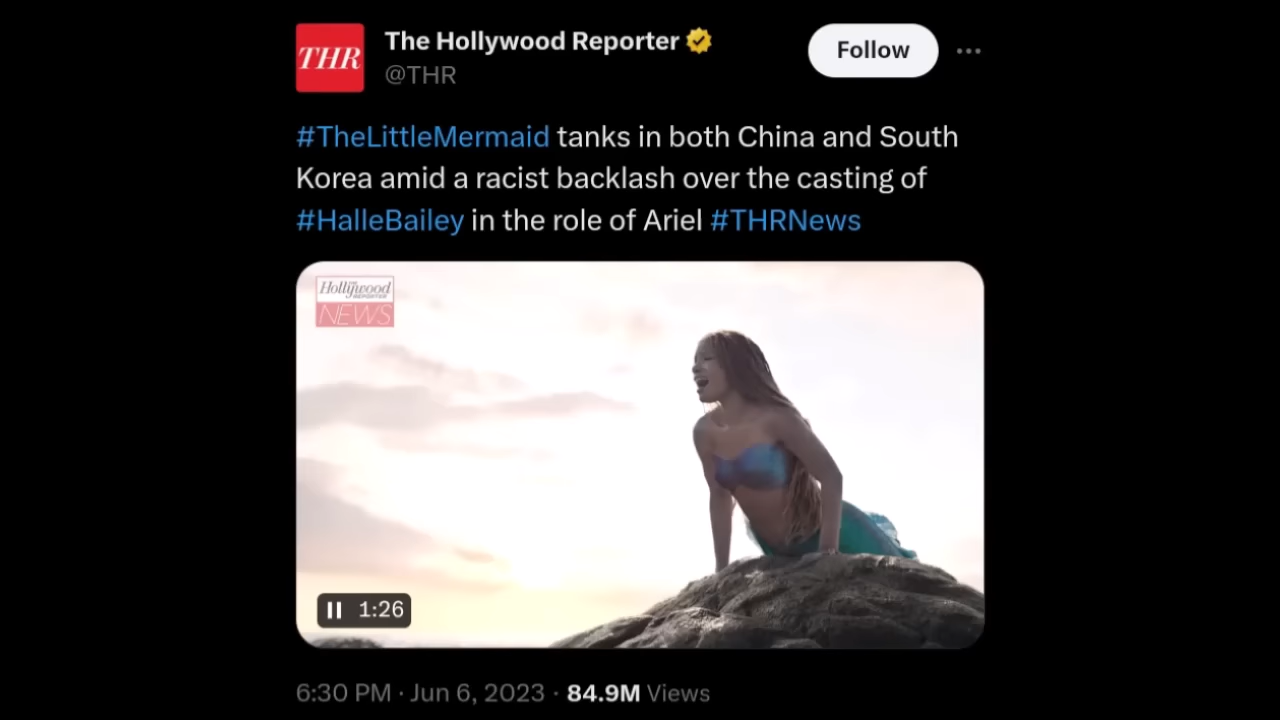 THR
The Hollywood Reporter
@THR
Follow
#TheLittleMermaid tanks in both China and South
Korea amid a racist backlash over the casting of
#HalleBailey in the role of Ariel #THRNews
THE
Hollywood
REPORTER
NEWS
1:26
6:30 PM · Jun 6, 2023 · 84.9M Views